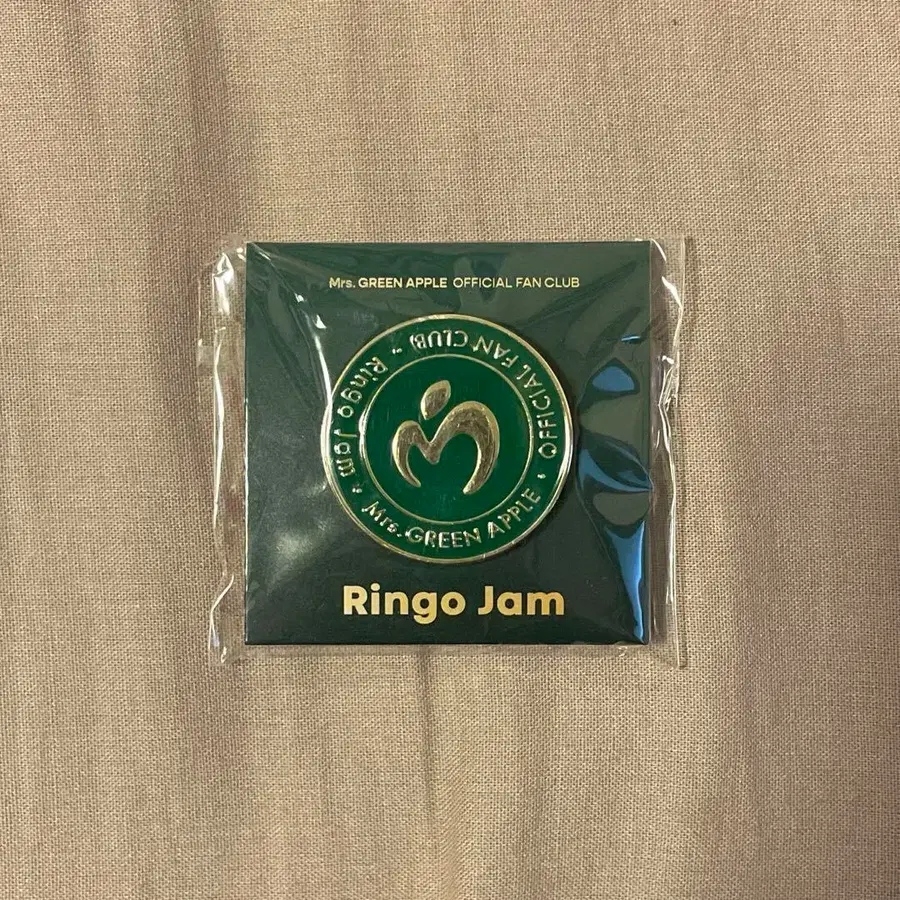 Mrs. GREEN APPLE OFFICIAL FAN CLUB
Mrs. GREEN APPLE • OFFICIAL FAN CLUB - Ringo Jam •
Ringo Jam